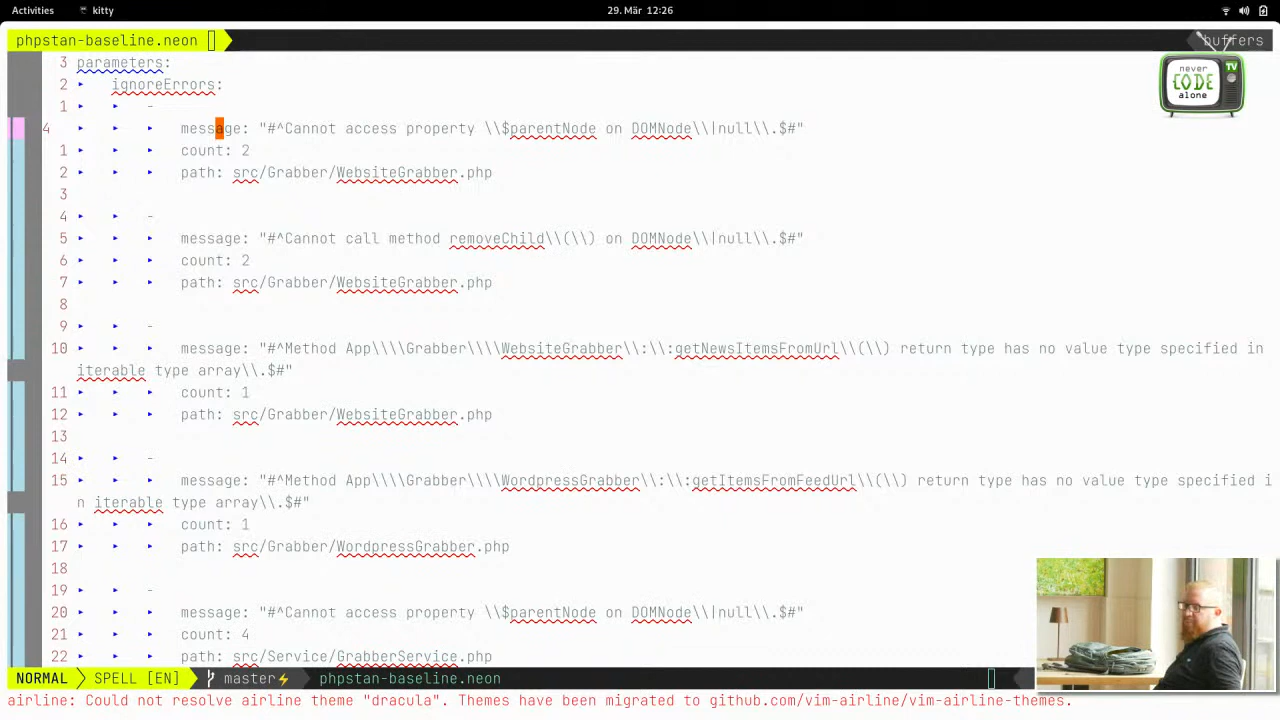 Activities kitty 29. Mär 12:26
phpstan-baseline.neon [] buffers
never CODE alone TV
3 parameters:
2 ▸ ignoreErrors:
1 ▸ ▸ -
4 ▸ ▸ ▸ message: "#^Cannot access property \\$parentNode on DOMNode\\|null\\.$#"
1 ▸ ▸ ▸ count: 2
2 ▸ ▸ ▸ path: src/Grabber/WebsiteGrabber.php
3
4 ▸ ▸ -
5 ▸ ▸ ▸ message: "#^Cannot call method removeChild\\(\\) on DOMNode\\|null\\.$#"
6 ▸ ▸ ▸ count: 2
7 ▸ ▸ ▸ path: src/Grabber/WebsiteGrabber.php
8
9 ▸ ▸ -
10 ▸ ▸ ▸ message: "#^Method App\\\\Grabber\\\\WebsiteGrabber\\:\\:getNewsItemsFromUrl\\(\\) return type has no value type specified in
iterable type array\\.$#"
11 ▸ ▸ ▸ count: 1
12 ▸ ▸ ▸ path: src/Grabber/WebsiteGrabber.php
13
14 ▸ ▸ -
15 ▸ ▸ ▸ message: "#^Method App\\\\Grabber\\\\WordpressGrabber\\:\\:getItemsFromFeedUrl\\(\\) return type has no value type specified i
n iterable type array\\.$#"
16 ▸ ▸ ▸ count: 1
17 ▸ ▸ ▸ path: src/Grabber/WordpressGrabber.php
18
19 ▸ ▸ -
20 ▸ ▸ ▸ message: "#^Cannot access property \\$parentNode on DOMNode\\|null\\.$#"
21 ▸ ▸ ▸ count: 4
22 ▸ ▸ ▸ path: src/Service/GrabberService.php
NORMAL SPELL [EN] master⚡ phpstan-baseline.neon []
airline: Could not resolve airline theme "dracula". Themes have been migrated to github.com/vim-airline/vim-airline-themes.